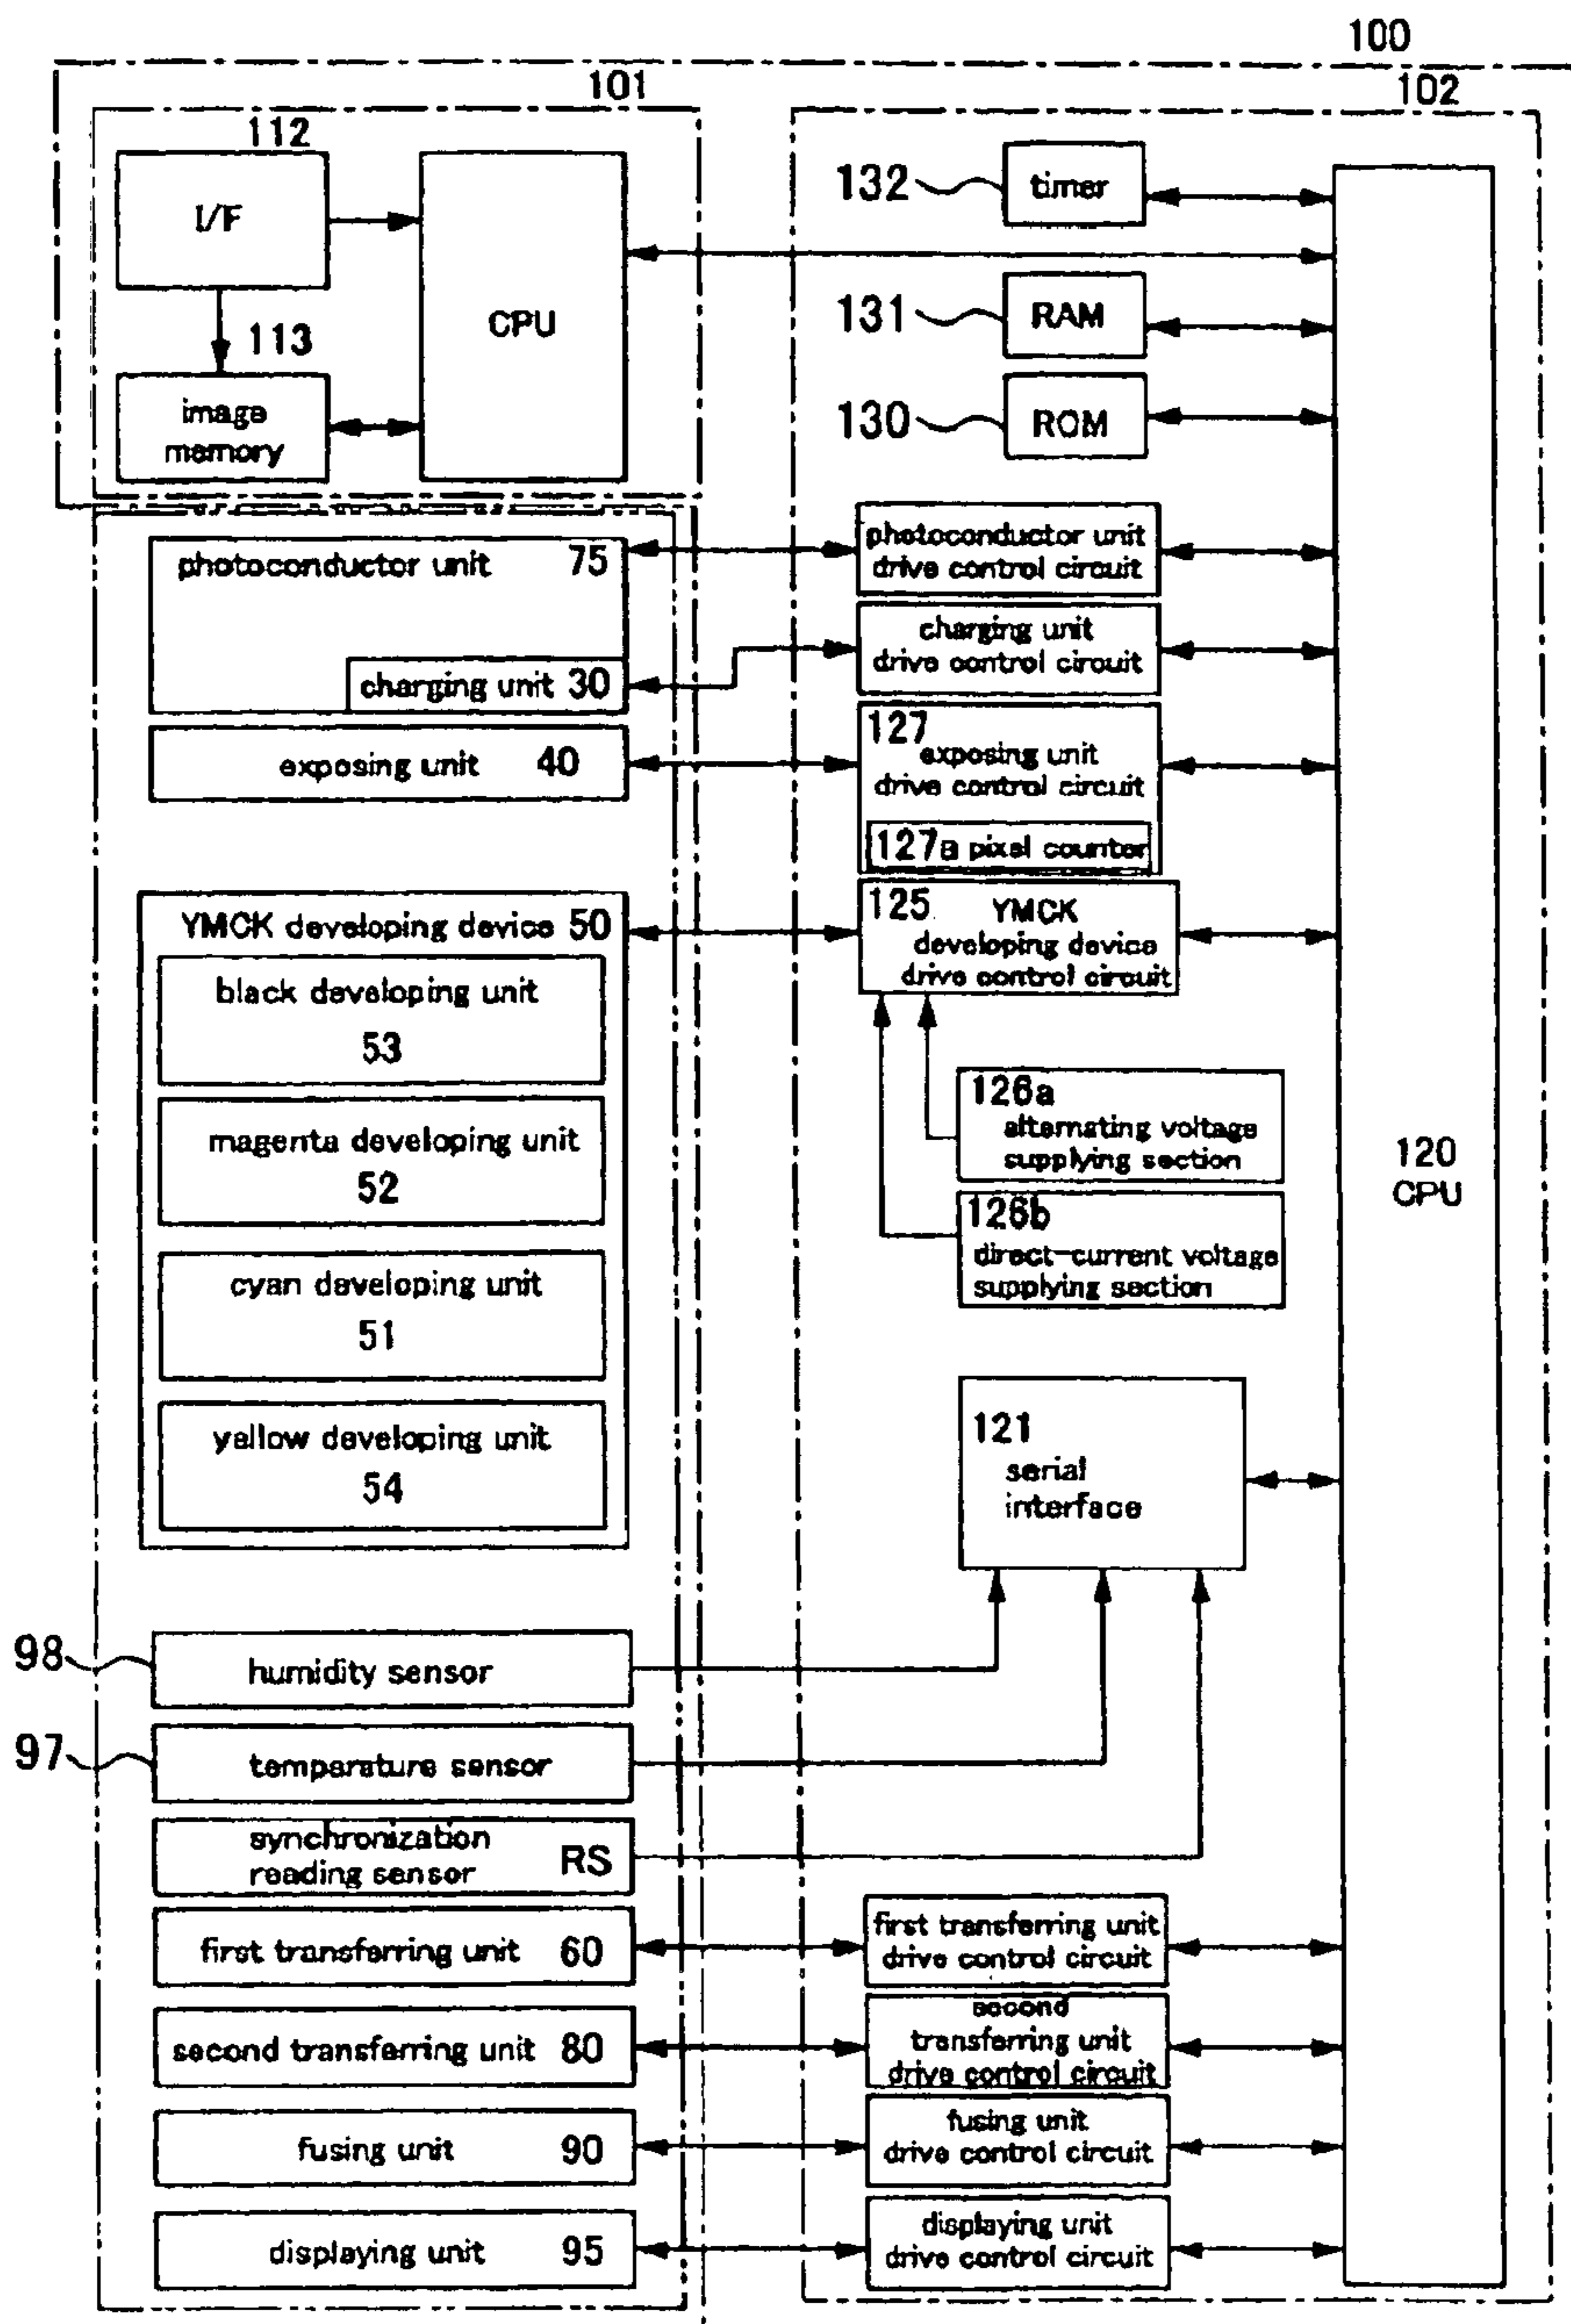 100
101
102
112
I/F
CPU
113
image
memory
132
timer
131
RAM
130
ROM
photoconductor unit 75
charging unit 30
photoconductor unit
drive control circuit
charging unit
drive control circuit
exposing unit 40
127
exposing unit
drive control circuit
127a pixel counter
YMCK developing device 50
black developing unit
53
magenta developing unit
52
cyan developing unit
51
yellow developing unit
54
125 YMCK
developing device
drive control circuit
126a
alternating voltage
supplying section
126b
direct-current voltage
supplying section
120
CPU
121
serial
interface
98
humidity sensor
97
temperature sensor
synchronization
reading sensor RS
first transferring unit 60
first transferring unit
drive control circuit
second transferring unit 80
second
transferring unit
drive control circuit
fusing unit 90
fusing unit
drive control circuit
displaying unit 95
displaying unit
drive control circuit